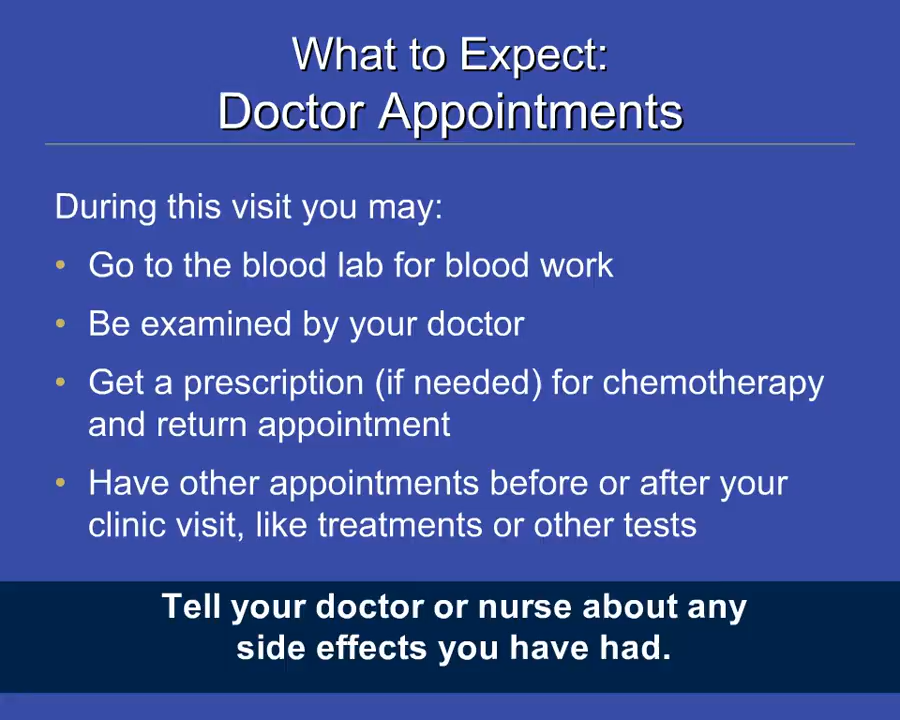 What to Expect:
Doctor Appointments
During this visit you may:
• Go to the blood lab for blood work
• Be examined by your doctor
• Get a prescription (if needed) for chemotherapy
and return appointment
• Have other appointments before or after your
clinic visit, like treatments or other tests
Tell your doctor or nurse about any
side effects you have had.